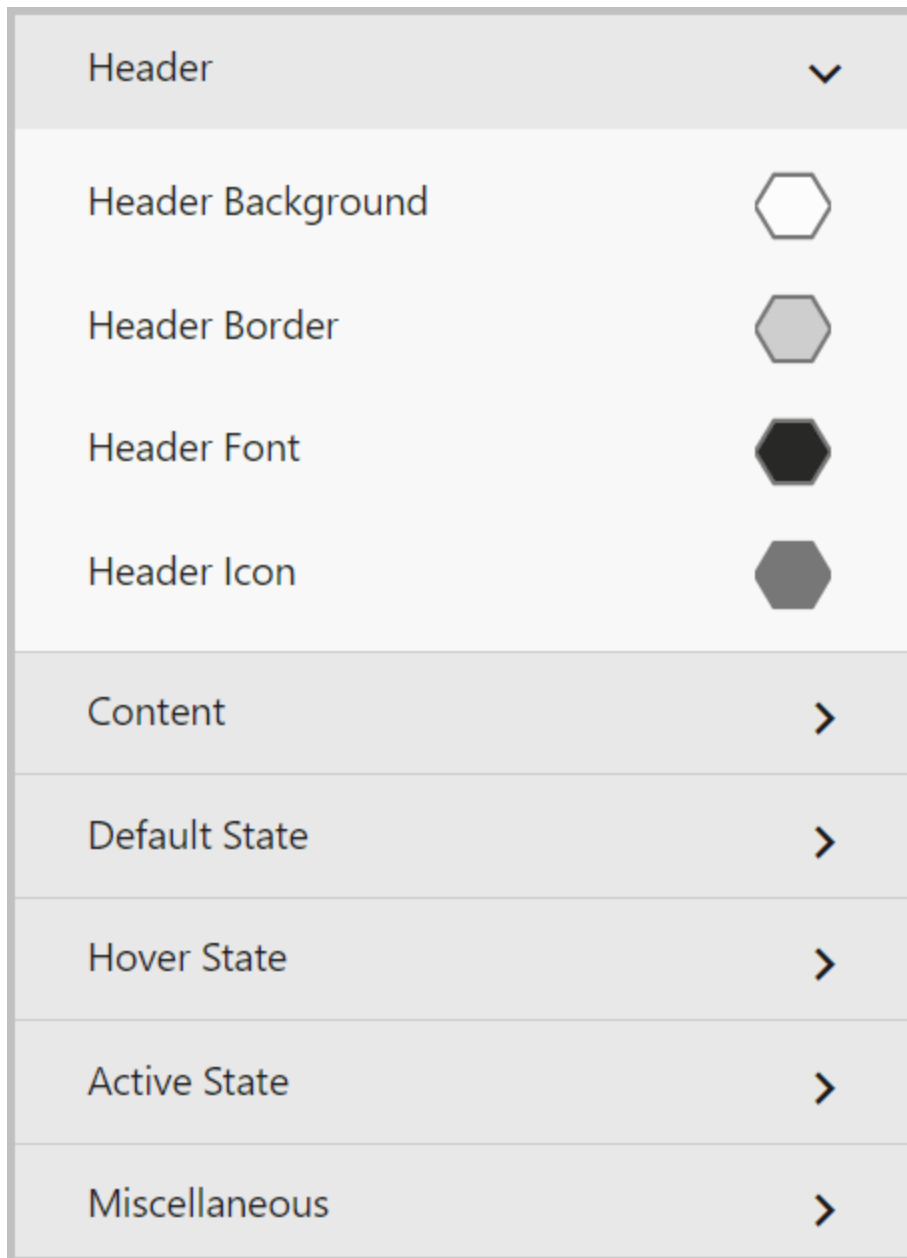 Header
Header Background
Header Border
Header Font
Header Icon
Content
Default State
Hover State
Active State
Miscellaneous